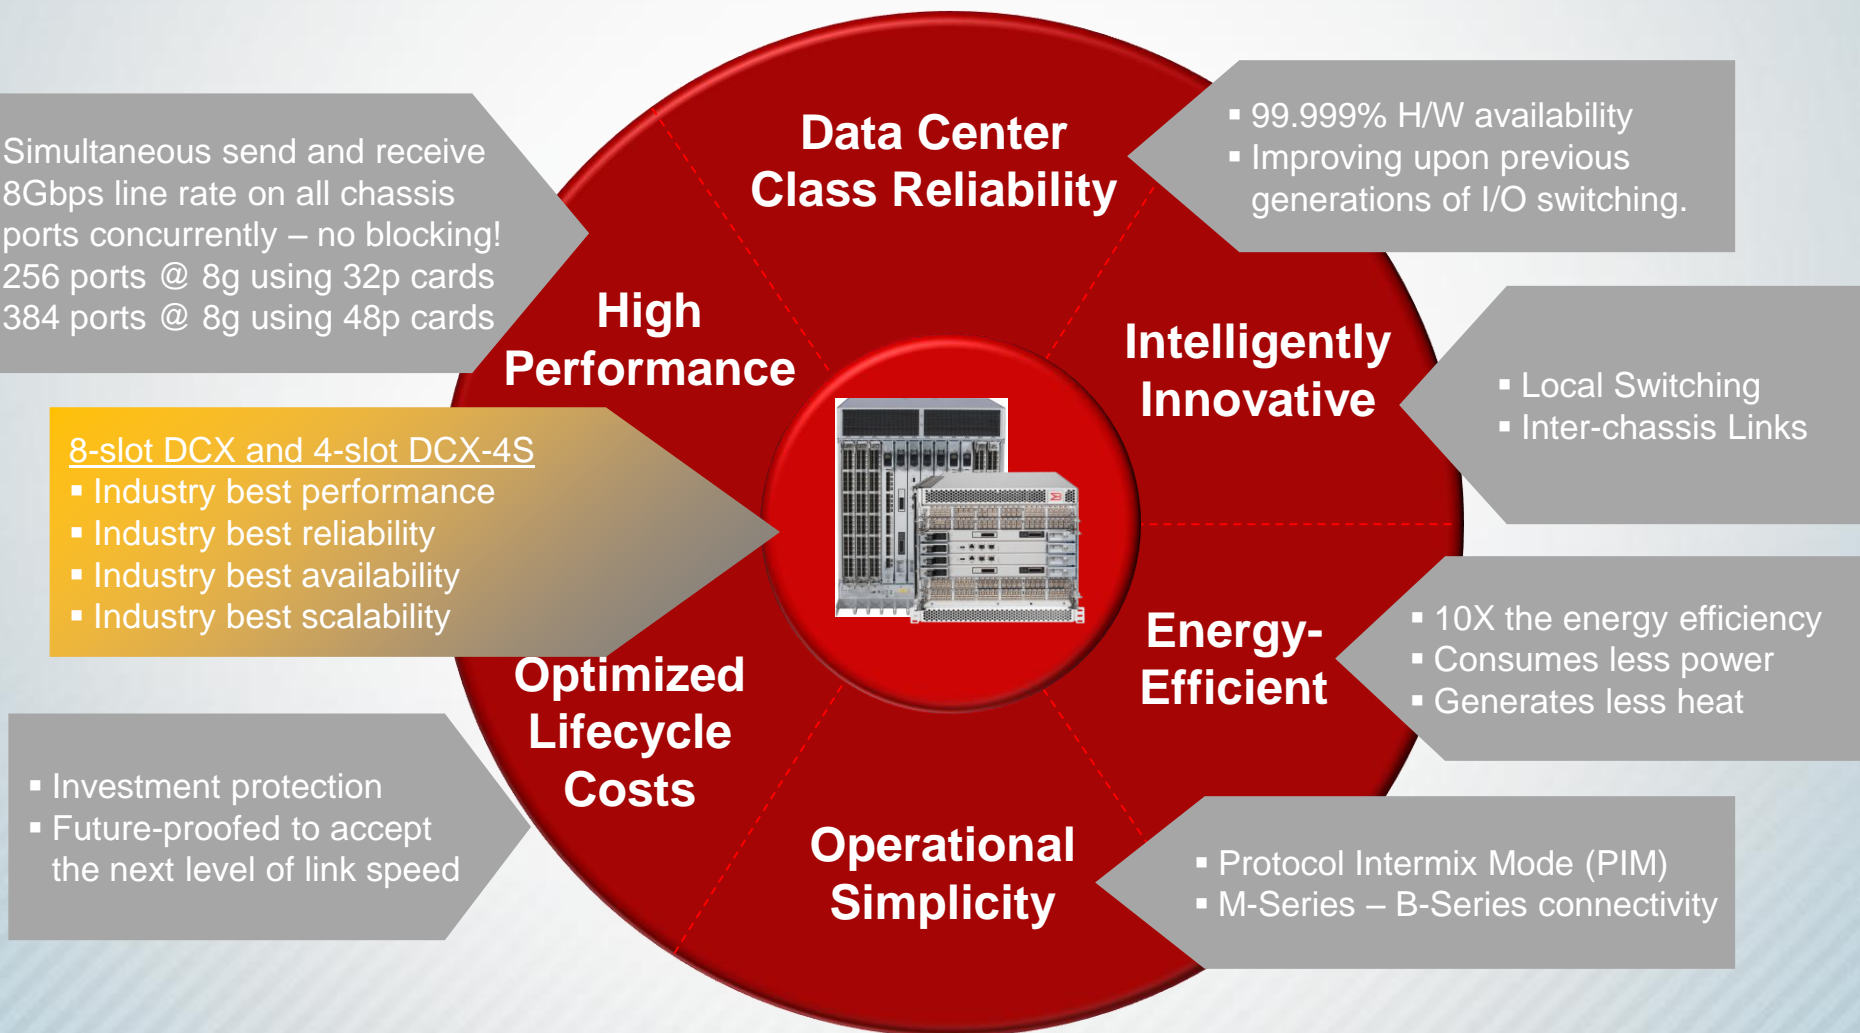 Data Center
Class Reliability
▪ 99.999% H/W availability
▪ Improving upon previous
generations of I/O switching.
Simultaneous send and receive
8Gbps line rate on all chassis
ports concurrently – no blocking!
256 ports @ 8g using 32p cards
384 ports @ 8g using 48p cards
High
Performance
Intelligently
Innovative
▪ Local Switching
▪ Inter-chassis Links
8-slot DCX and 4-slot DCX-4S
▪ Industry best performance
▪ Industry best reliability
▪ Industry best availability
▪ Industry best scalability
Energy-
Efficient
▪ 10X the energy efficiency
▪ Consumes less power
▪ Generates less heat
Optimized
Lifecycle
Costs
▪ Investment protection
▪ Future-proofed to accept
the next level of link speed
Operational
Simplicity
▪ Protocol Intermix Mode (PIM)
▪ M-Series – B-Series connectivity